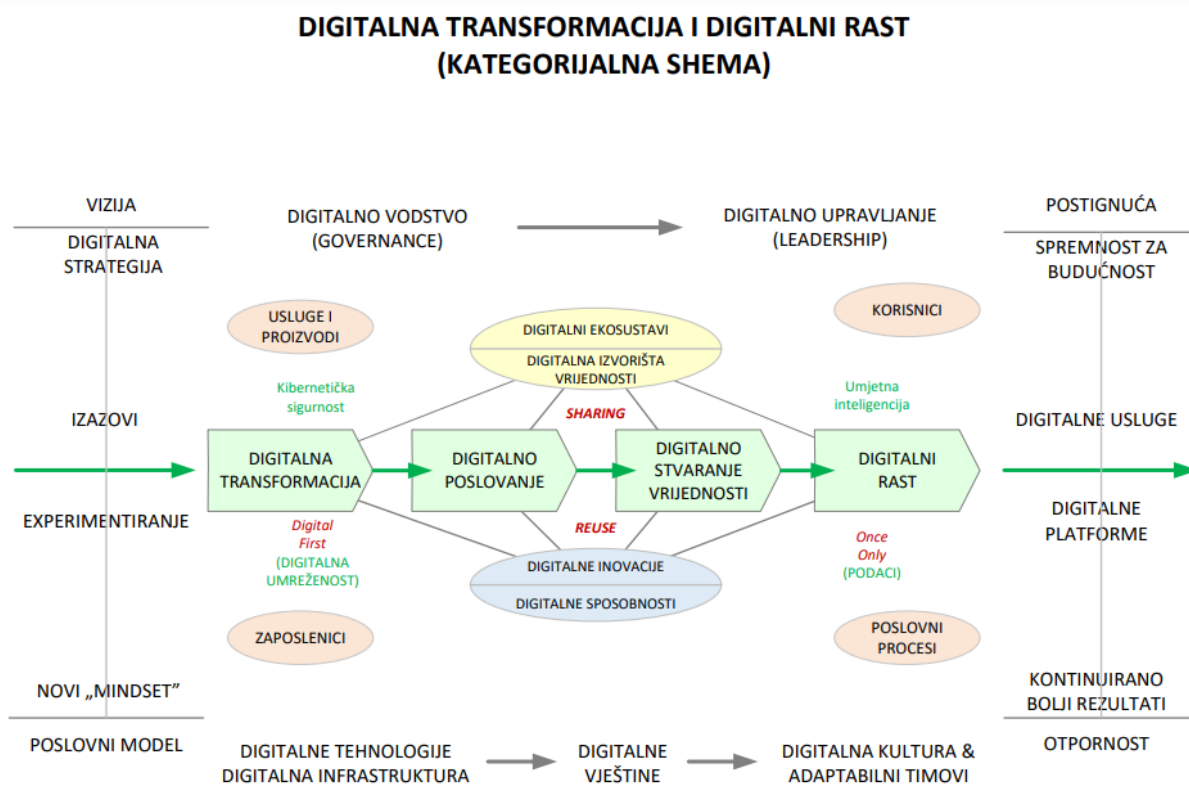 DIGITALNA TRANSFORMACIJA I DIGITALNI RAST
(KATEGORIJALNA SHEMA)
VIZIJA
DIGITALNA
STRATEGIJA
DIGITALNO VODSTVO
(GOVERNANCE)
DIGITALNO UPRAVLJANJE
(LEADERSHIP)
POSTIGNUĆA
SPREMNOST ZA
BUDUĆNOST
USLUGE I
PROIZVODI
DIGITALNI EKOSUSTAVI
DIGITALNA IZVORIŠTA
VRIJEDNOSTI
KORISNICI
Kibernetička
sigurnost
SHARING
Umjetna
inteligencija
IZAZOVI
EXPERIMENTIRANJE
DIGITALNA
TRANSFORMACIJA
DIGITALNO
POSLOVANJE
DIGITALNO
STVARANJE
VRIJEDNOSTI
DIGITALNI
RAST
DIGITALNE USLUGE
DIGITALNE
PLATFORME
Digital
First
(DIGITALNA
UMREŽENOST)
REUSE
Once
Only
(PODACI)
DIGITALNE INOVACIJE
DIGITALNE SPOSOBNOSTI
ZAPOSLENICI
POSLOVNI
PROCESI
NOVI „MINDSET”
POSLOVNI MODEL
KONTINUIRANO
BOLJI REZULTATI
OTPORNOST
DIGITALNE TEHNOLOGIJE
DIGITALNA INFRASTRUKTURA
DIGITALNE
VJEŠTINE
DIGITALNA KULTURA &
ADAPTABILNI TIMOVI